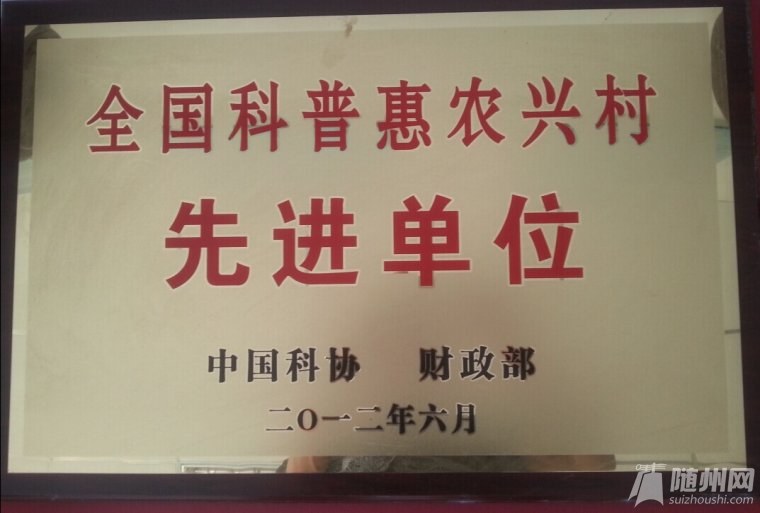 全国科普惠农兴村
先进单位
中国科协 财政部
二〇一二年六月
随州网
suizhoushi.com